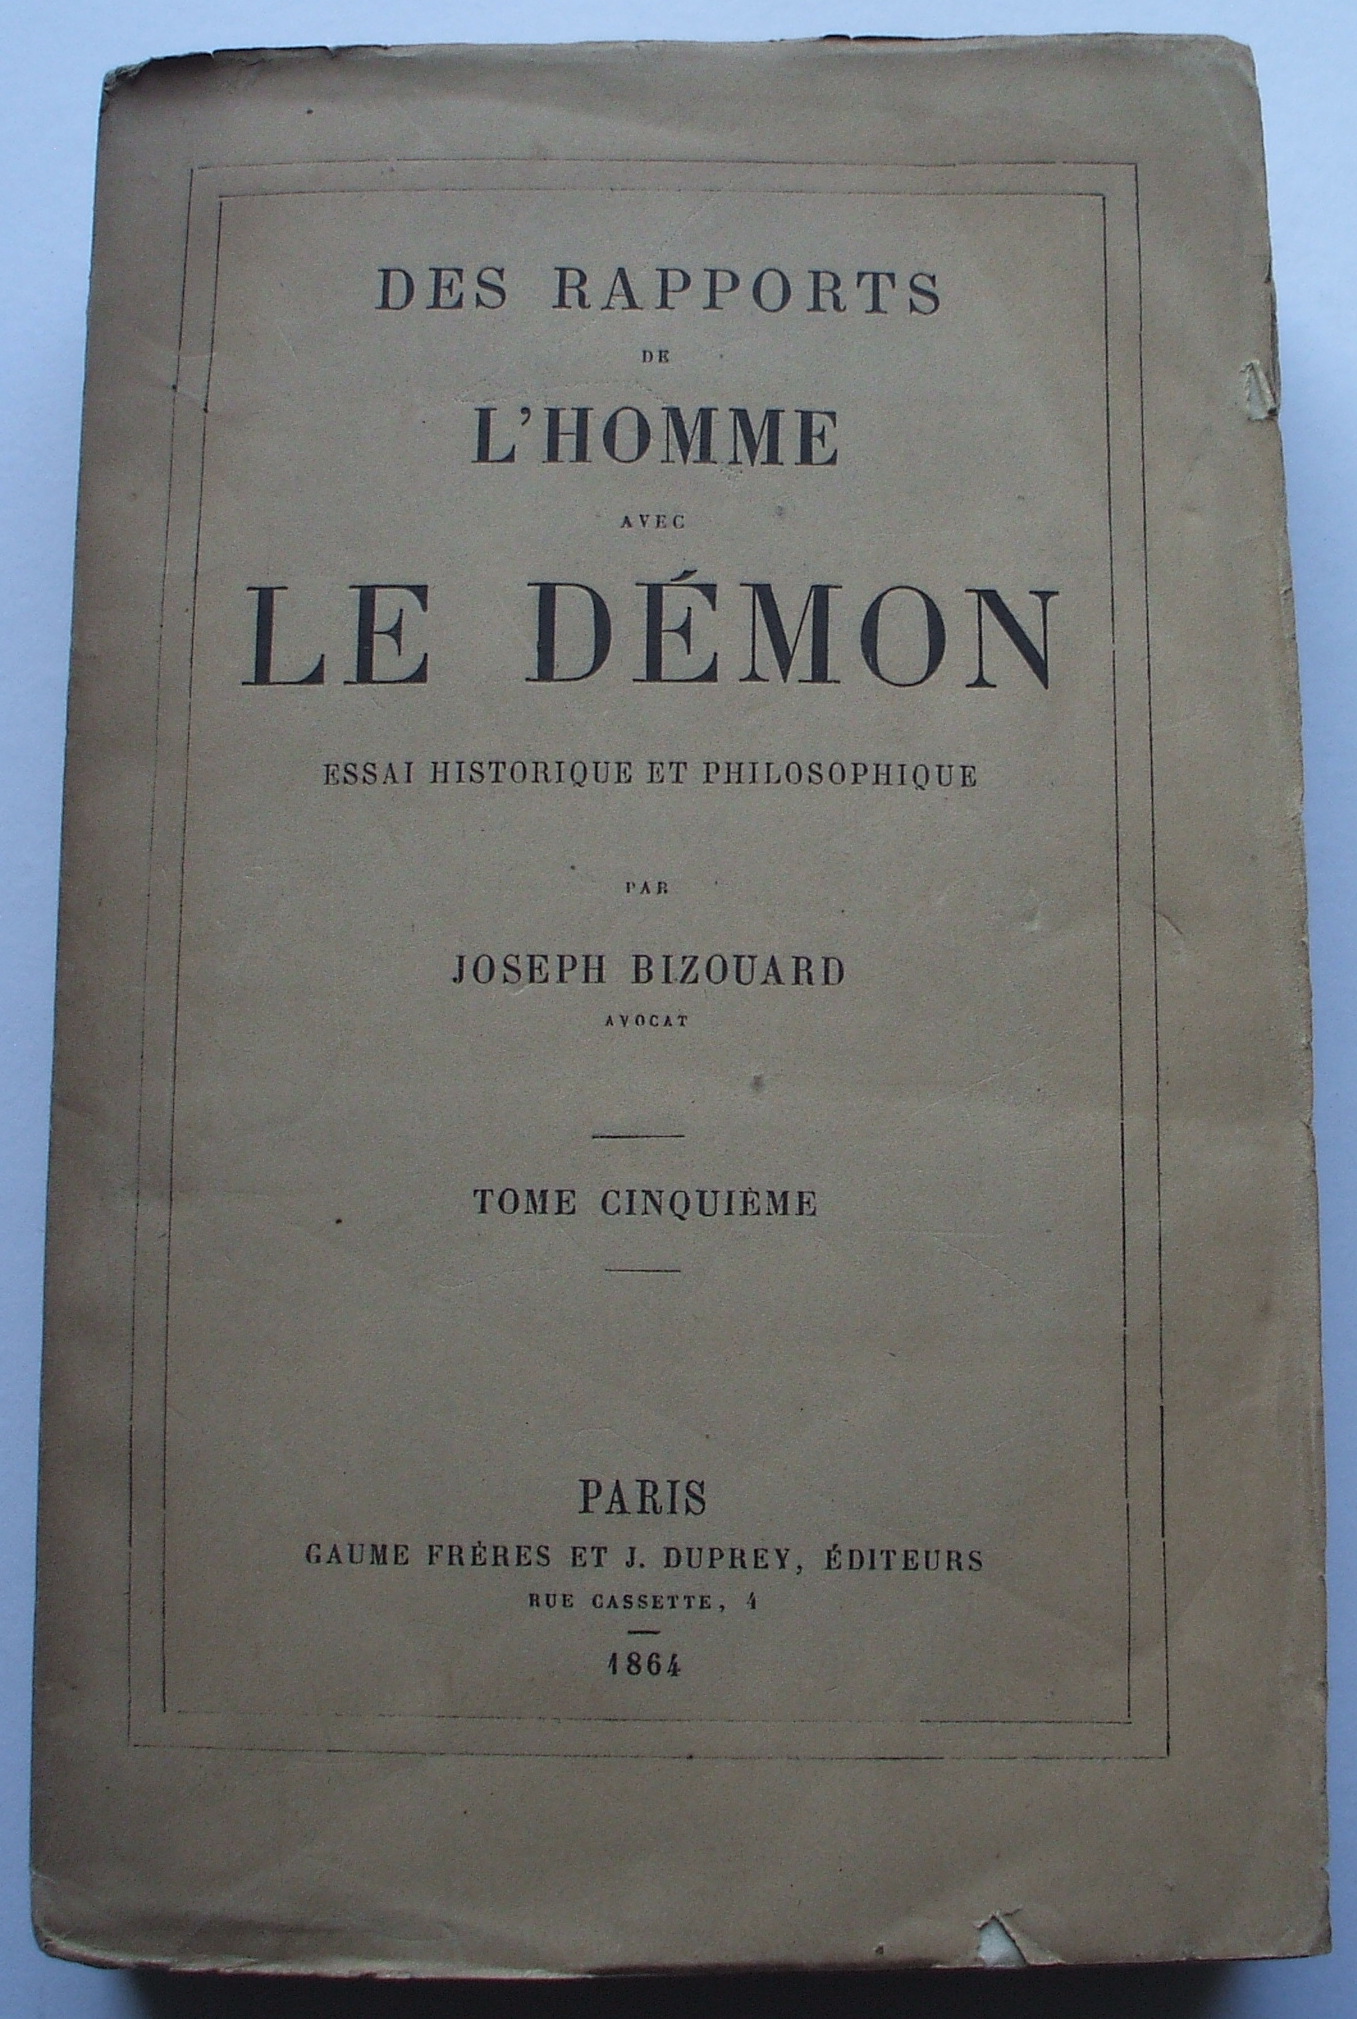 DES RAPPORTS
DE
L'HOMME
AVEC
LE DÉMON
ESSAI HISTORIQUE ET PHILOSOPHIQUE
PAR
JOSEPH BIZOUARD
AVOCAT
TOME CINQUIÈME
PARIS
GAUME FRÈRES ET J. DUPREY, ÉDITEURS
RUE CASSETTE, 4
1864